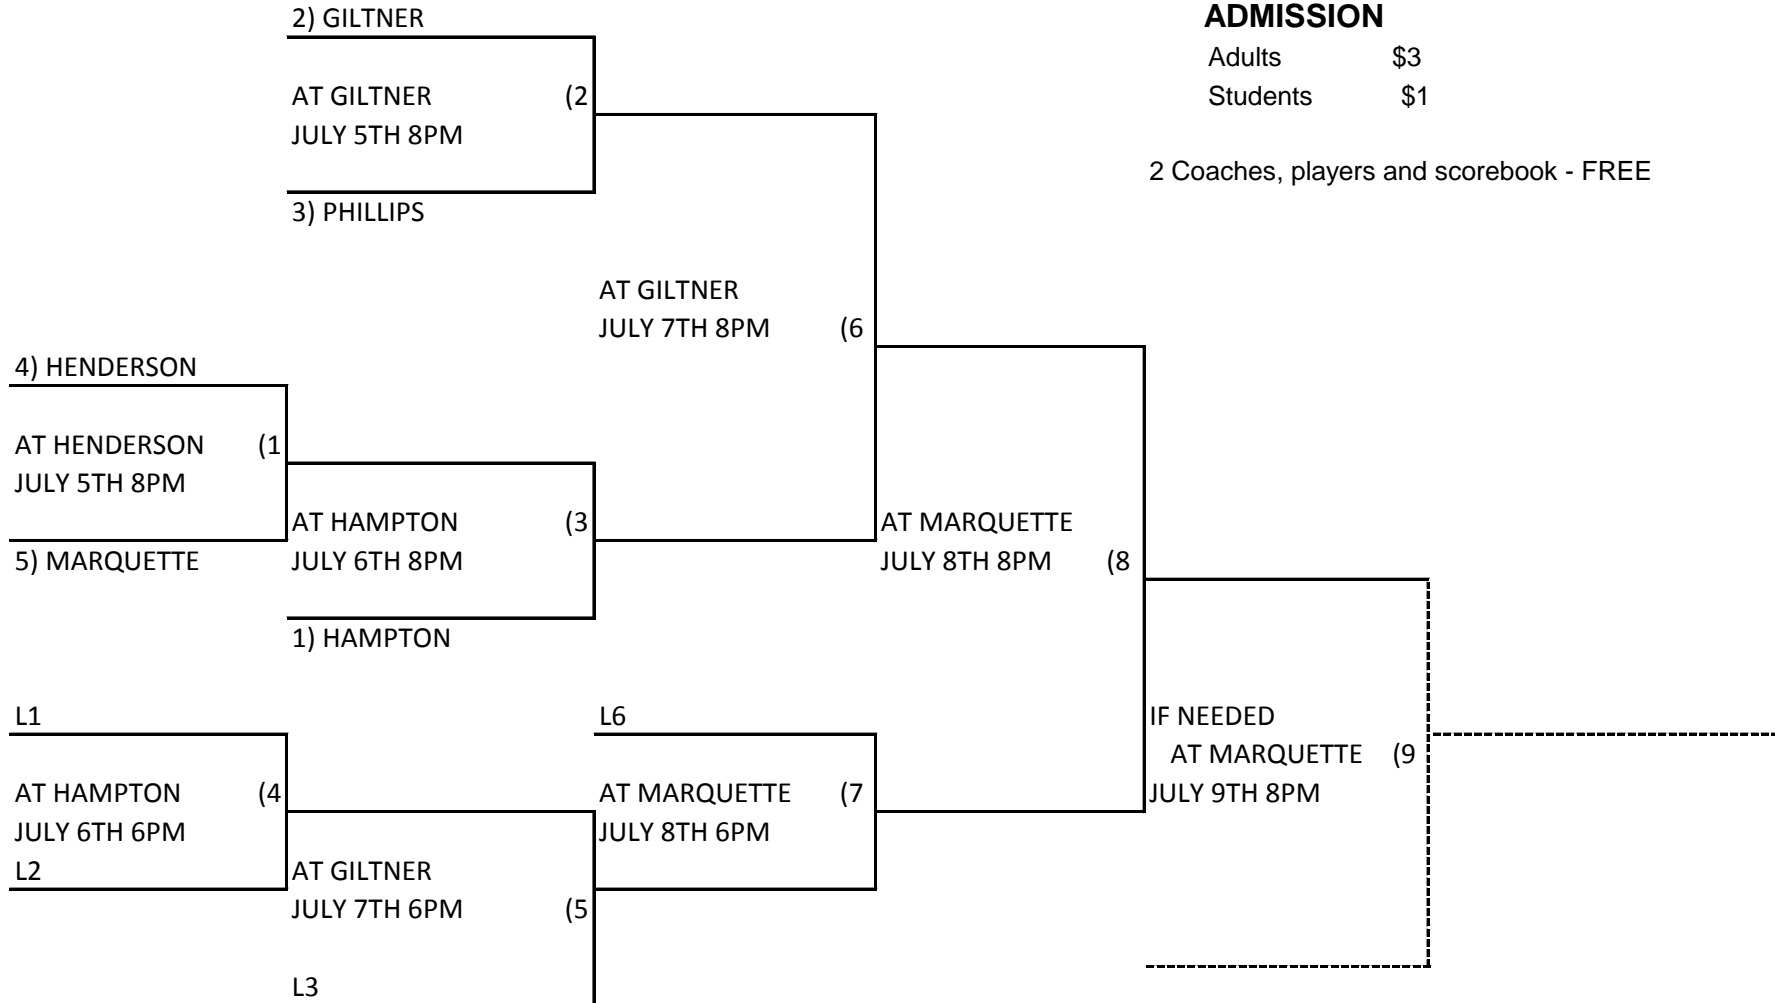 2) GILTNER
ADMISSION
Adults $3
Students $1
2 Coaches, players and scorebook - FREE
AT GILTNER (2
JULY 5TH 8PM
3) PHILLIPS
AT GILTNER
JULY 7TH 8PM (6
4) HENDERSON
AT HENDERSON (1
JULY 5TH 8PM
5) MARQUETTE
AT HAMPTON (3
JULY 6TH 8PM
1) HAMPTON
AT MARQUETTE
JULY 8TH 8PM (8
L1
AT HAMPTON (4
JULY 6TH 6PM
L2
L6
AT MARQUETTE (7
JULY 8TH 6PM
IF NEEDED
AT MARQUETTE (9
JULY 9TH 8PM
AT GILTNER
JULY 7TH 6PM (5
L3